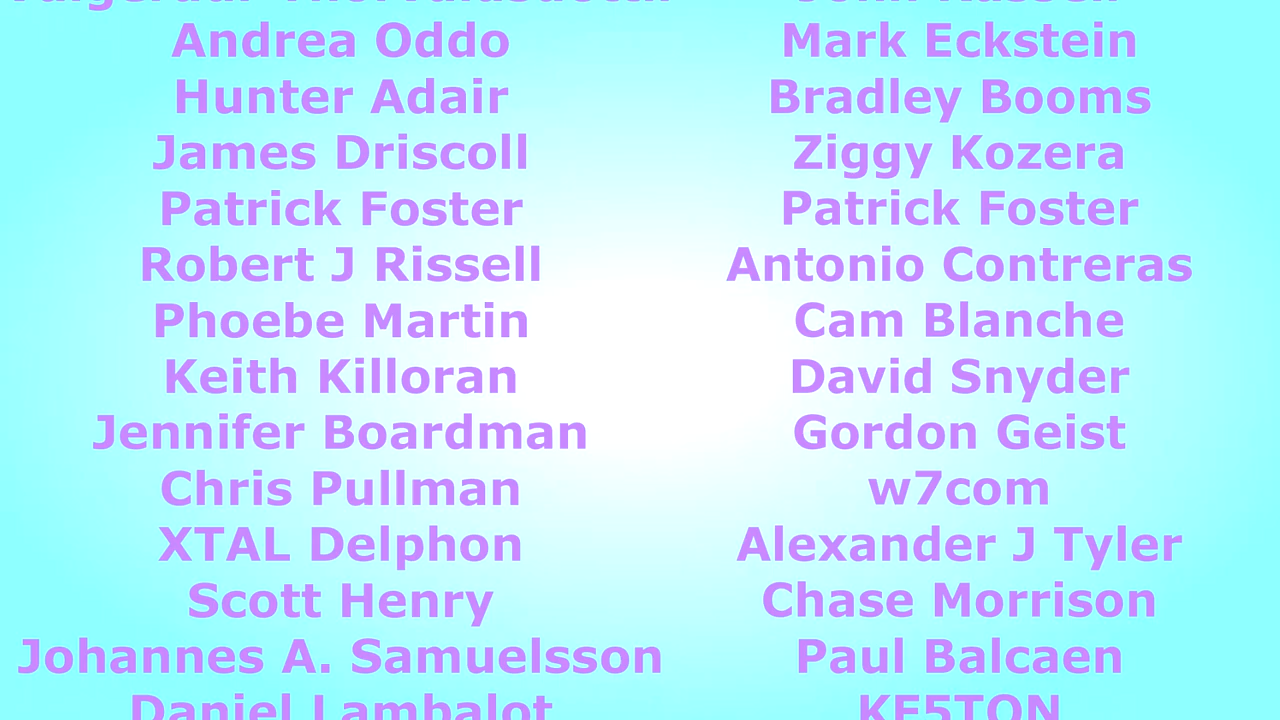 Andrea Oddo
Mark Eckstein
Hunter Adair
Bradley Booms
James Driscoll
Ziggy Kozera
Patrick Foster
Patrick Foster
Robert J Rissell
Antonio Contreras
Phoebe Martin
Cam Blanche
Keith Killoran
David Snyder
Jennifer Boardman
Gordon Geist
Chris Pullman
w7com
XTAL Delphon
Alexander J Tyler
Scott Henry
Chase Morrison
Johannes A. Samuelsson
Paul Balcaen
Daniel Lambalot